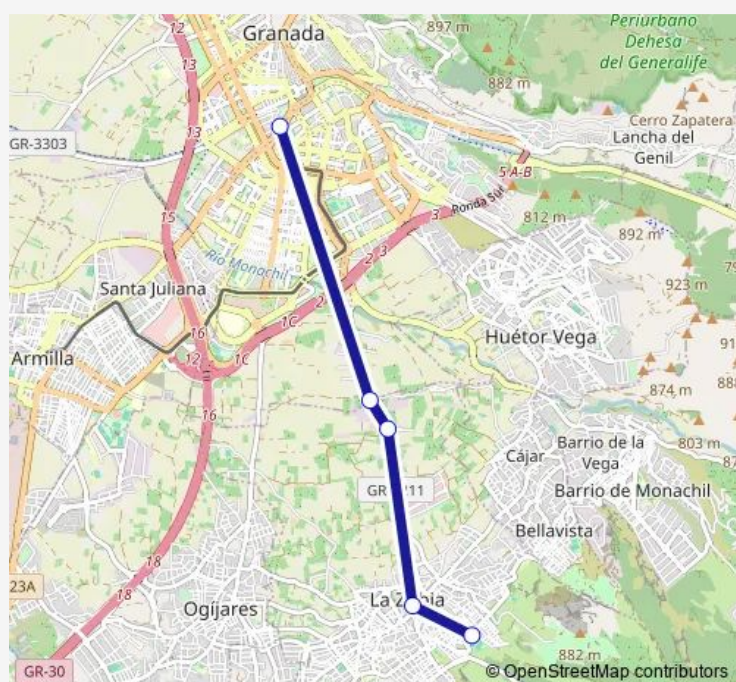 Periurbano
Dehesa
del Generalife
12
Granada
897 m
882 m
13
Cerro Zapatera
Lancha del
Genil
GR-3303
13
5 A-B
Ronda Sur
812 m
15
3
892 m
Río Monachil
3
2
923 m
Santa Juliana
2
16
1C
Huétor Vega
Armilla
12
1C
874 m
16
803 m
Barrio de la
Vega
Cájar
Barrio de Monachil
Bellavista
18
23A
18
Ogíjares
882 m
GR-30
© OpenStreetMap contributors